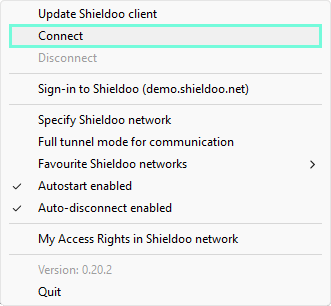 Update Shieldoo client
Connect
Disconnect
Sign-in to Shieldoo (demo.shieldoo.net)
Specify Shieldoo network
Full tunnel mode for communication
Favourite Shieldoo networks
Autostart enabled
Auto-disconnect enabled
My Access Rights in Shieldoo network
Version: 0.20.2
Quit